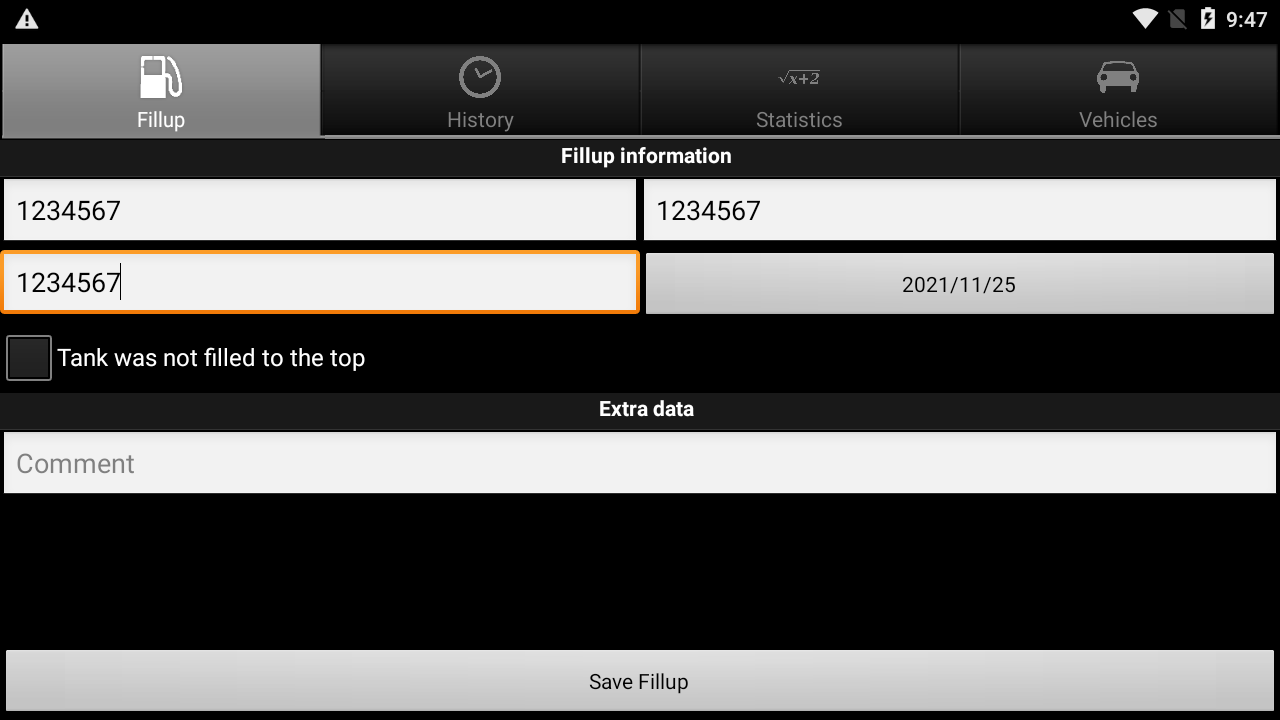 9:47
Fillup
History
√x+2
Statistics
Vehicles
Fillup information
1234567
1234567
1234567
2021/11/25
Tank was not filled to the top
Extra data
Comment
Save Fillup